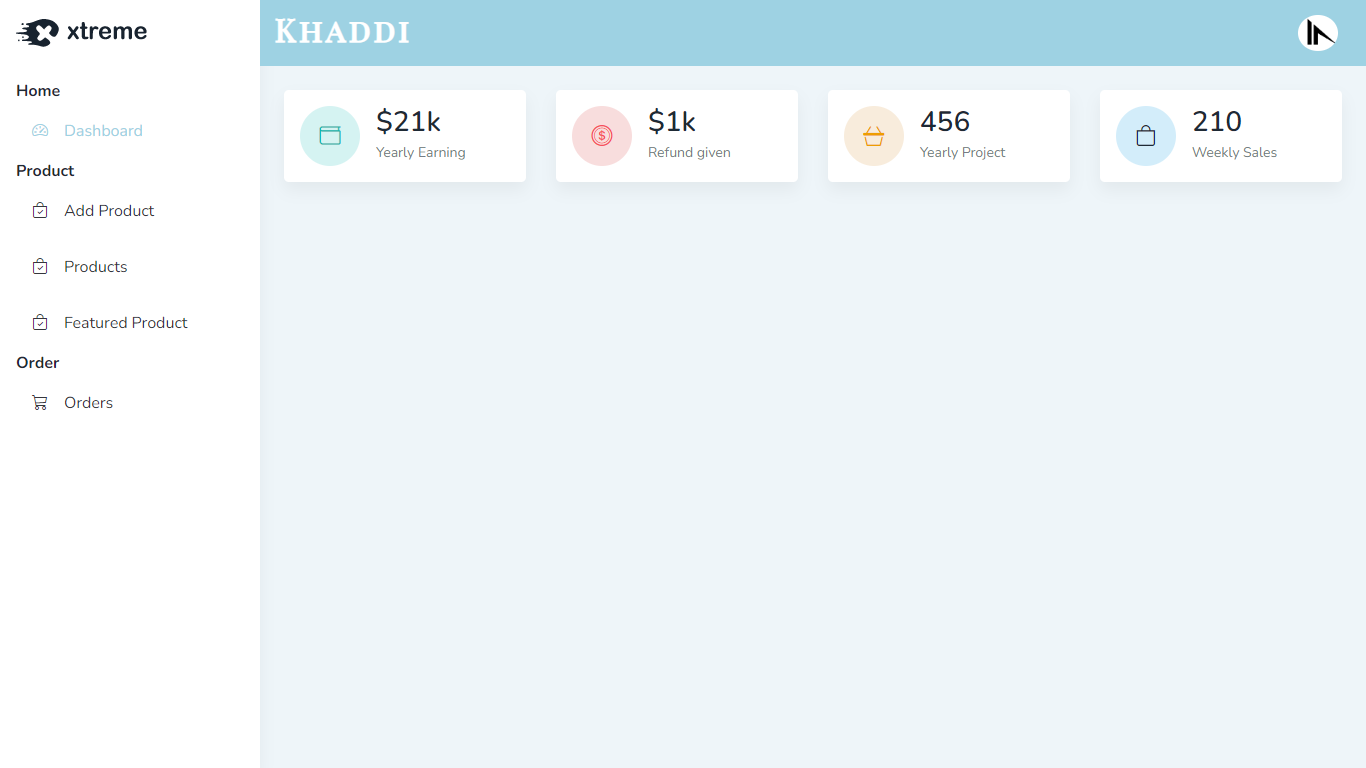 xtreme
Khaddi
Home
Dashboard
Product
Add Product
Products
Featured Product
Order
Orders
$21k
Yearly Earning
$1k
Refund given
456
Yearly Project
210
Weekly Sales